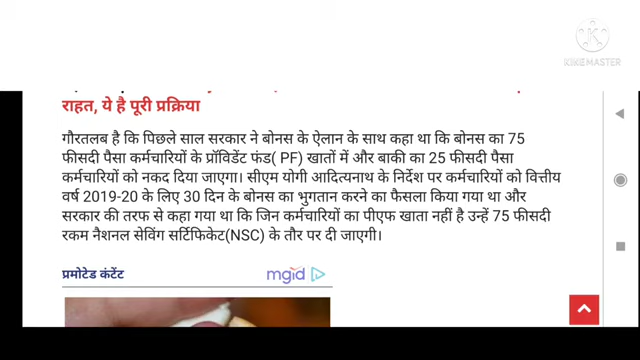 KINEMASTER
राहत, ये है पूरी प्रक्रिया
गौरतलब है कि पिछले साल सरकार ने बोनस के ऐलान के साथ कहा था कि बोनस का 75
फीसदी पैसा कर्मचारियों के प्रॉविडेंट फंड( PF) खातों में और बाकी का 25 फीसदी पैसा
कर्मचारियों को नकद दिया जाएगा। सीएम योगी आदित्यनाथ के निर्देश पर कर्मचारियों को वित्तीय
वर्ष 2019-20 के लिए 30 दिन के बोनस का भुगतान करने का फैसला किया गया था और
सरकार की तरफ से कहा गया था कि जिन कर्मचारियों का पीएफ खाता नहीं है उन्हें 75 फीसदी
रकम नैशनल सेविंग सर्टिफिकेट(NSC) के तौर पर दी जाएगी।
प्रमोटेड कंटेंट
mgid